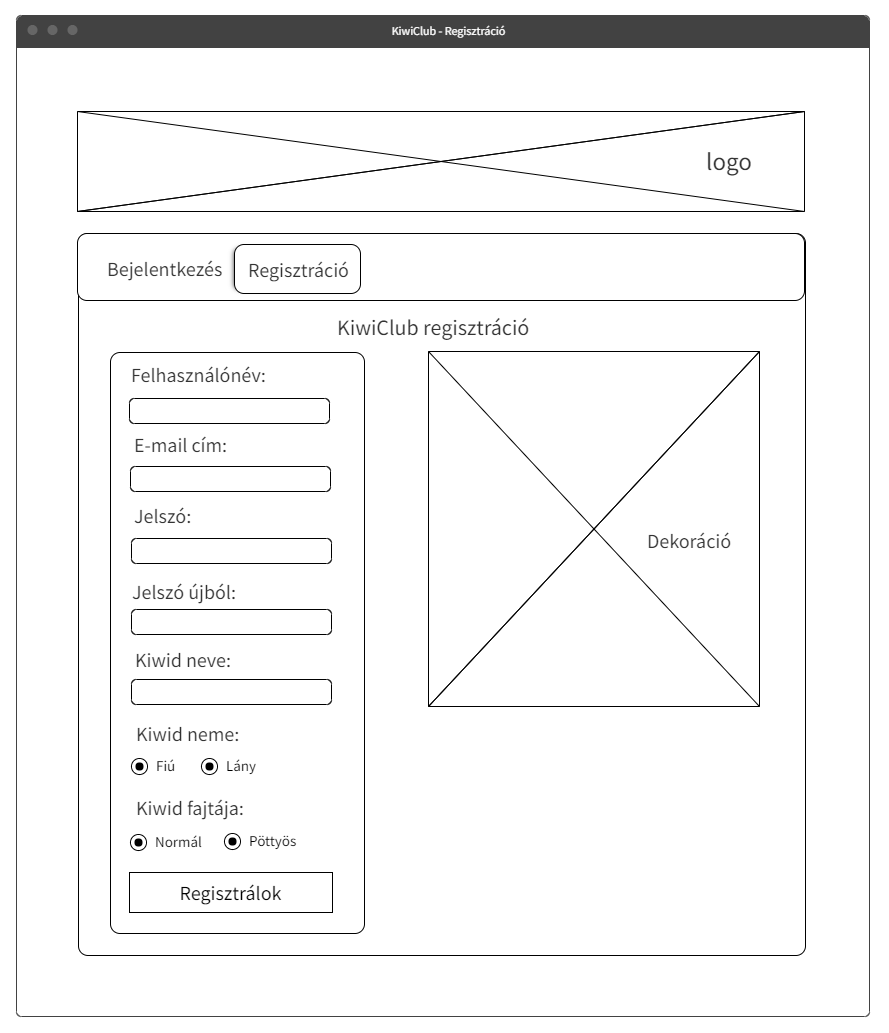 KiwiClub - Regisztráció
logo
Bejelentkezés
Regisztráció
KiwiClub regisztráció
Felhasználónév:
E-mail cím:
Jelszó:
Jelszó újból:
Kiwid neve:
Kiwid neme:
Fiú
Lány
Kiwid fajtája:
Normál
Pöttyös
Regisztrálok
Dekoráció